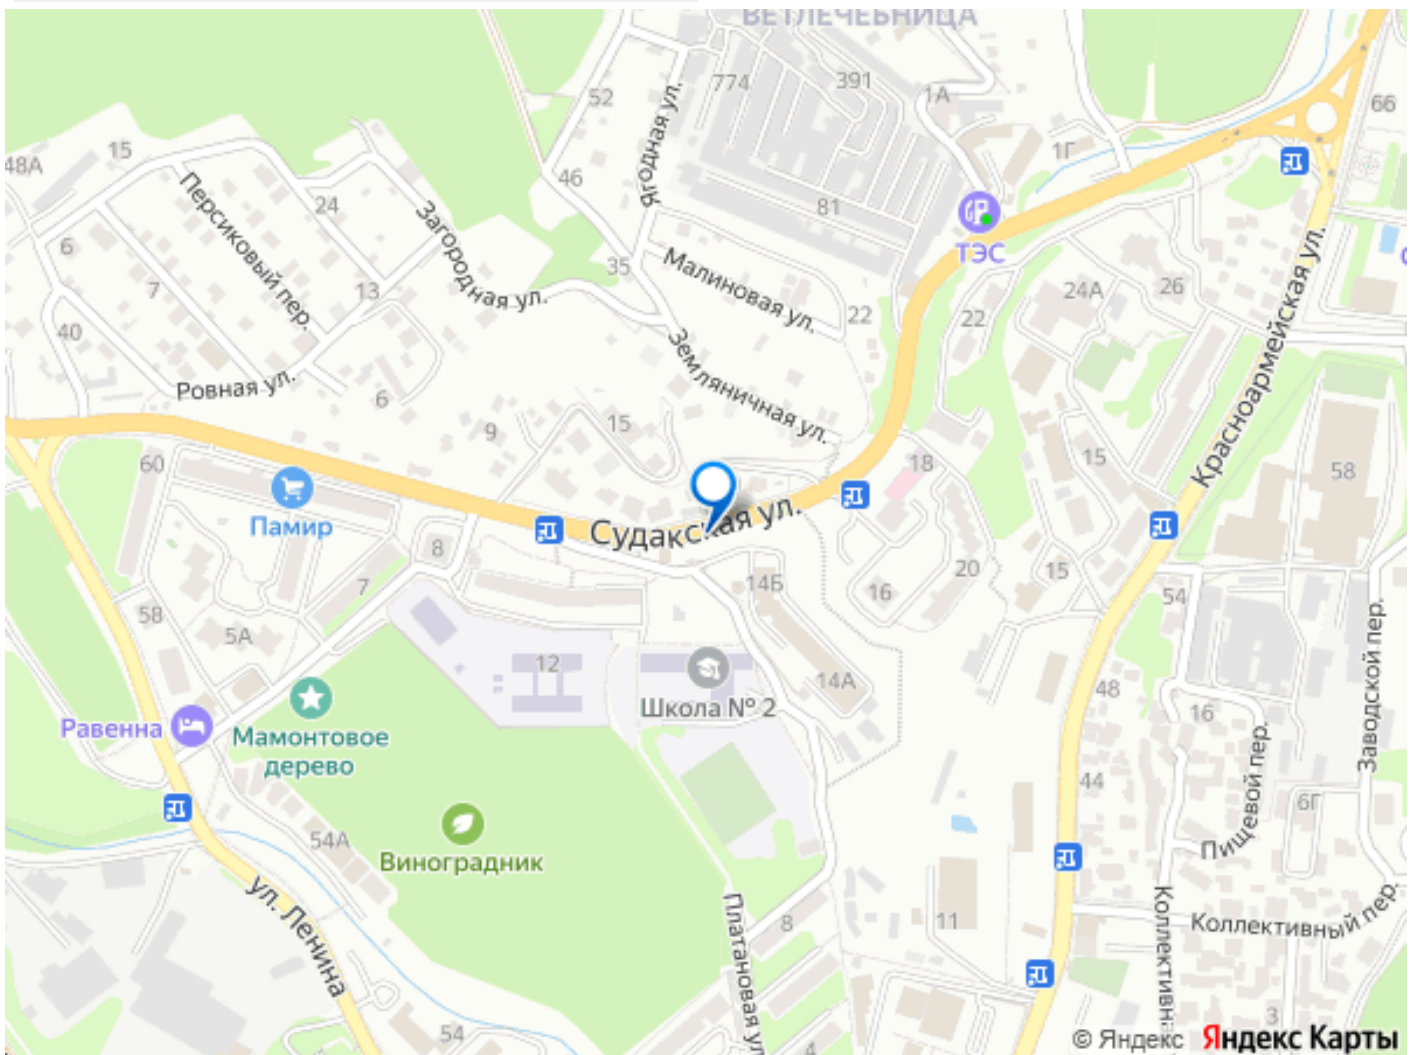 ВЕТЛЕЧЕБНИЦА
774
391
52
1А
66
48А
15
Ягодная ул.
1Г
46
Персиковый пер.
24
Загородная ул.
81
ТЭС
6
7
13
35
Малиновая ул.
22
24А
26
Красноармейская ул.
40
22
Земляничная ул.
Ровная ул.
6
9
15
60
18
15
58
Памир
Судакская ул.
8
7
14Б
16
20
15
54
58
5А
12
14А
Школа № 2
48
16
Заводской пер.
Равенна
Мамонтовое
дерево
44
Пищевой пер.
6Г
54А
Виноградник
ул. Ленина
Платановая ул
8
11
Коллективный пер.
Коллективна
54
4
3
© Яндекс Яндекс Карты